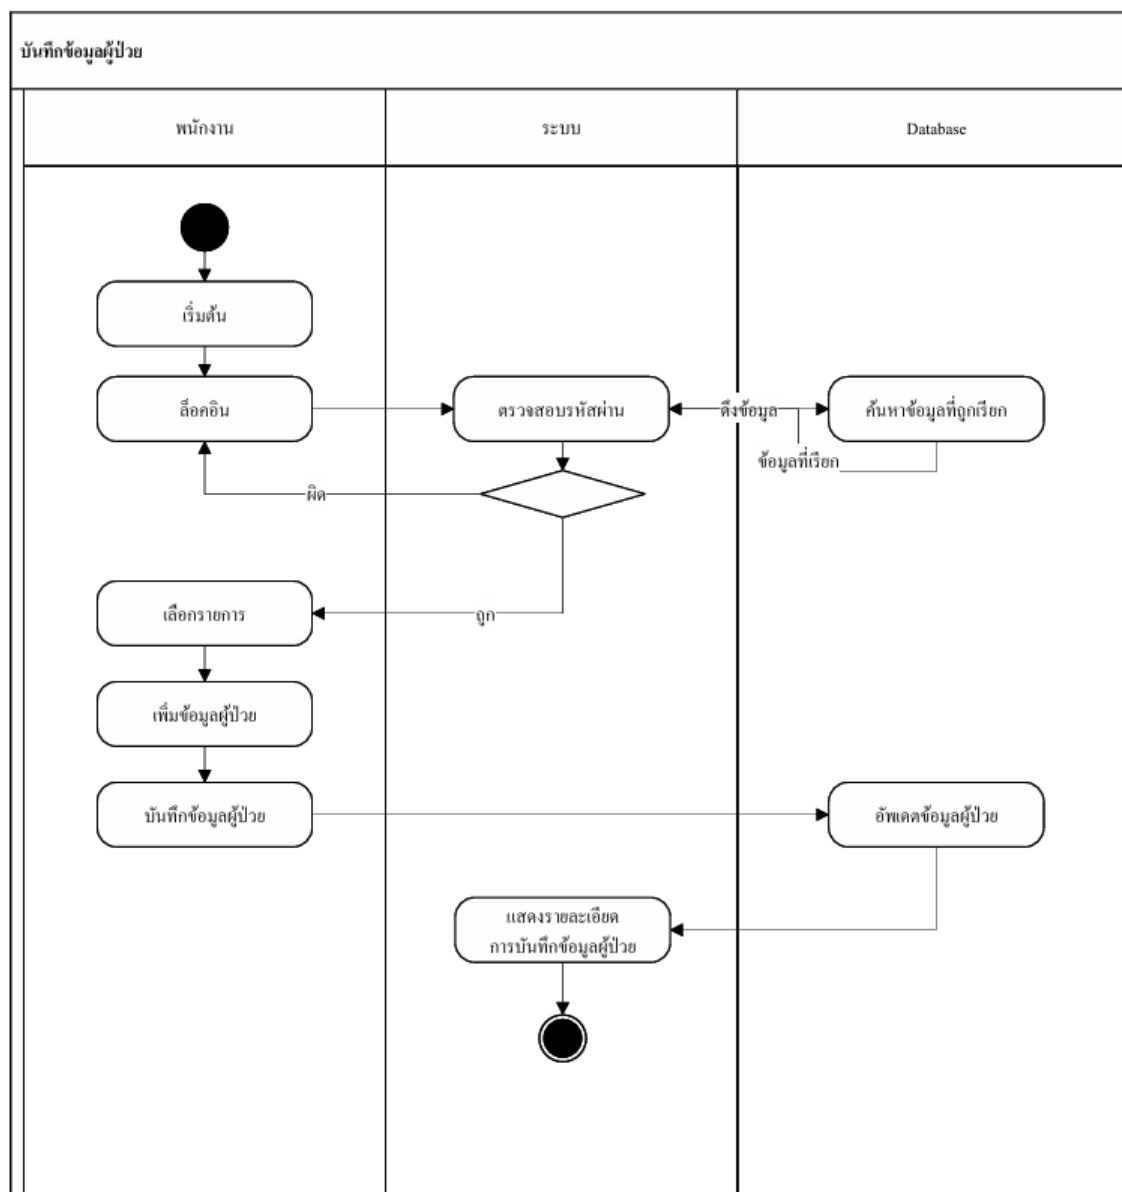 บันทึกข้อมูลผู้ป่วย
พนักงาน
ระบบ
Database
เริ่มต้น
ล็อคอิน
ตรวจสอบรหัสผ่าน
ดึงข้อมูล
ค้นหาข้อมูลที่ถูกเรียก
ข้อมูลที่เรียก
ผิด
เลือกรายการ
ถูก
เพิ่มข้อมูลผู้ป่วย
บันทึกข้อมูลผู้ป่วย
อัพเดตข้อมูลผู้ป่วย
แสดงรายละเอียด
การบันทึกข้อมูลผู้ป่วย